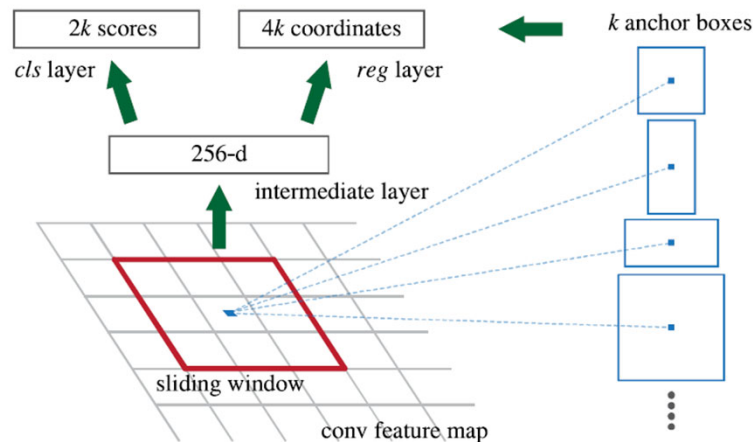 2k scores
4k coordinates
k anchor boxes
cls layer
reg layer
256-d
intermediate layer
sliding window
conv feature map